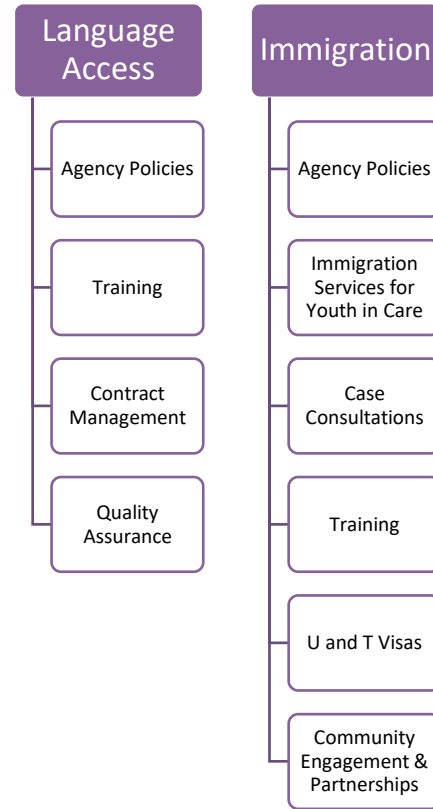 Language
Access
Agency Policies
Training
Contract
Management
Quality
Assurance
Immigration
Agency Policies
Immigration
Services for
Youth in Care
Case
Consultations
Training
U and T Visas
Community
Engagement &
Partnerships